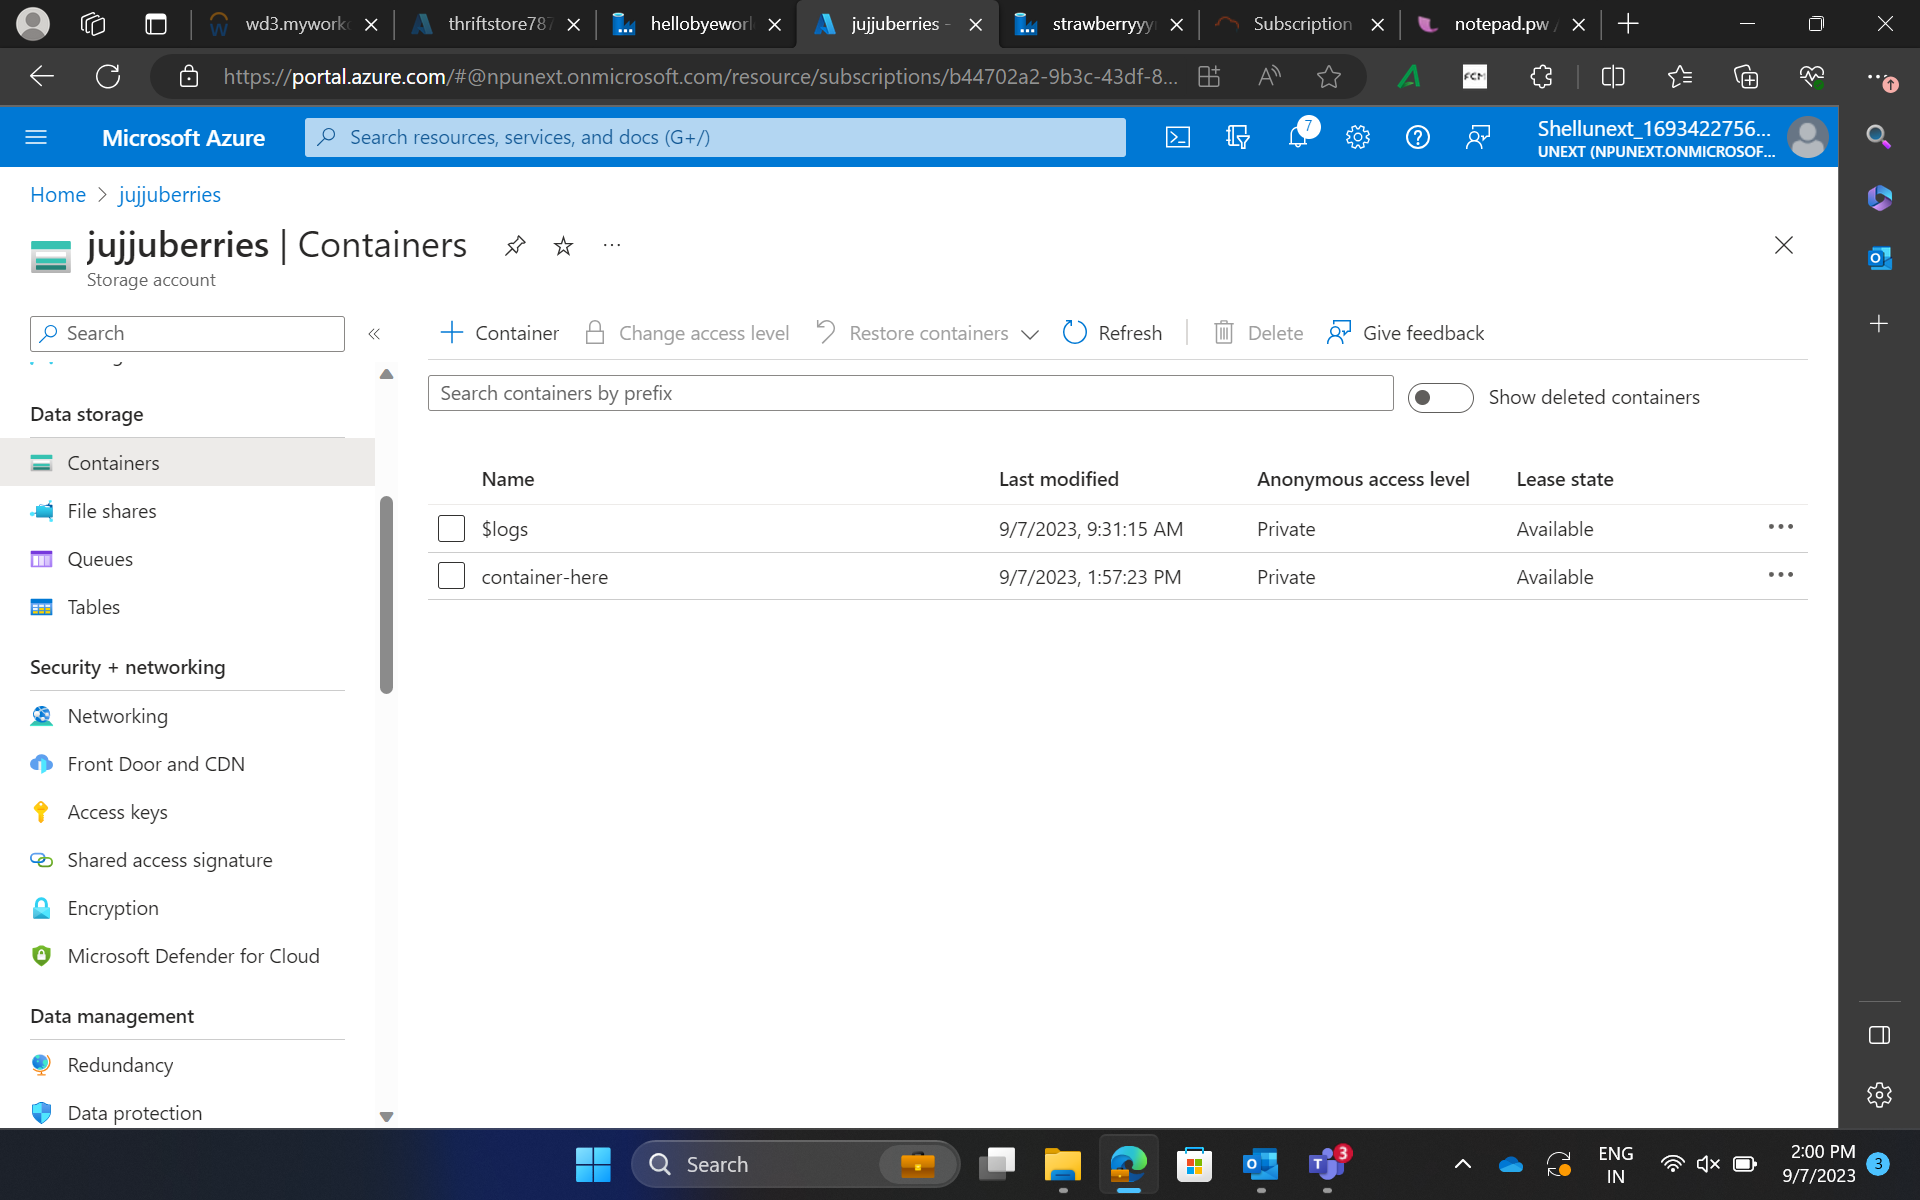 wd3.myworkd
thriftstore787
hellobyeworl
jujjuberries -
strawberryyy
Subscription
notepad.pw /
https://portal.azure.com/#@npunext.onmicrosoft.com/resource/subscriptions/b44702a2-9b3c-43df-8...
FCM
Microsoft Azure
Search resources, services, and docs (G+/)
7
Shellunext_1693422756...
UNEXT (NPUNEXT.ONMICROSOF...
Home > jujjuberries
jujjuberries | Containers
Storage account
Search
Container
Change access level
Restore containers
Refresh
Delete
Give feedback
Search containers by prefix
Show deleted containers
Data storage
Containers
File shares
Queues
Tables
Security + networking
Networking
Front Door and CDN
Access keys
Shared access signature
Encryption
Microsoft Defender for Cloud
Data management
Redundancy
Data protection
Name Last modified Anonymous access level Lease state
$logs 9/7/2023, 9:31:15 AM Private Available
container-here 9/7/2023, 1:57:23 PM Private Available
Search
3
ENG
IN
2:00 PM
9/7/2023
3